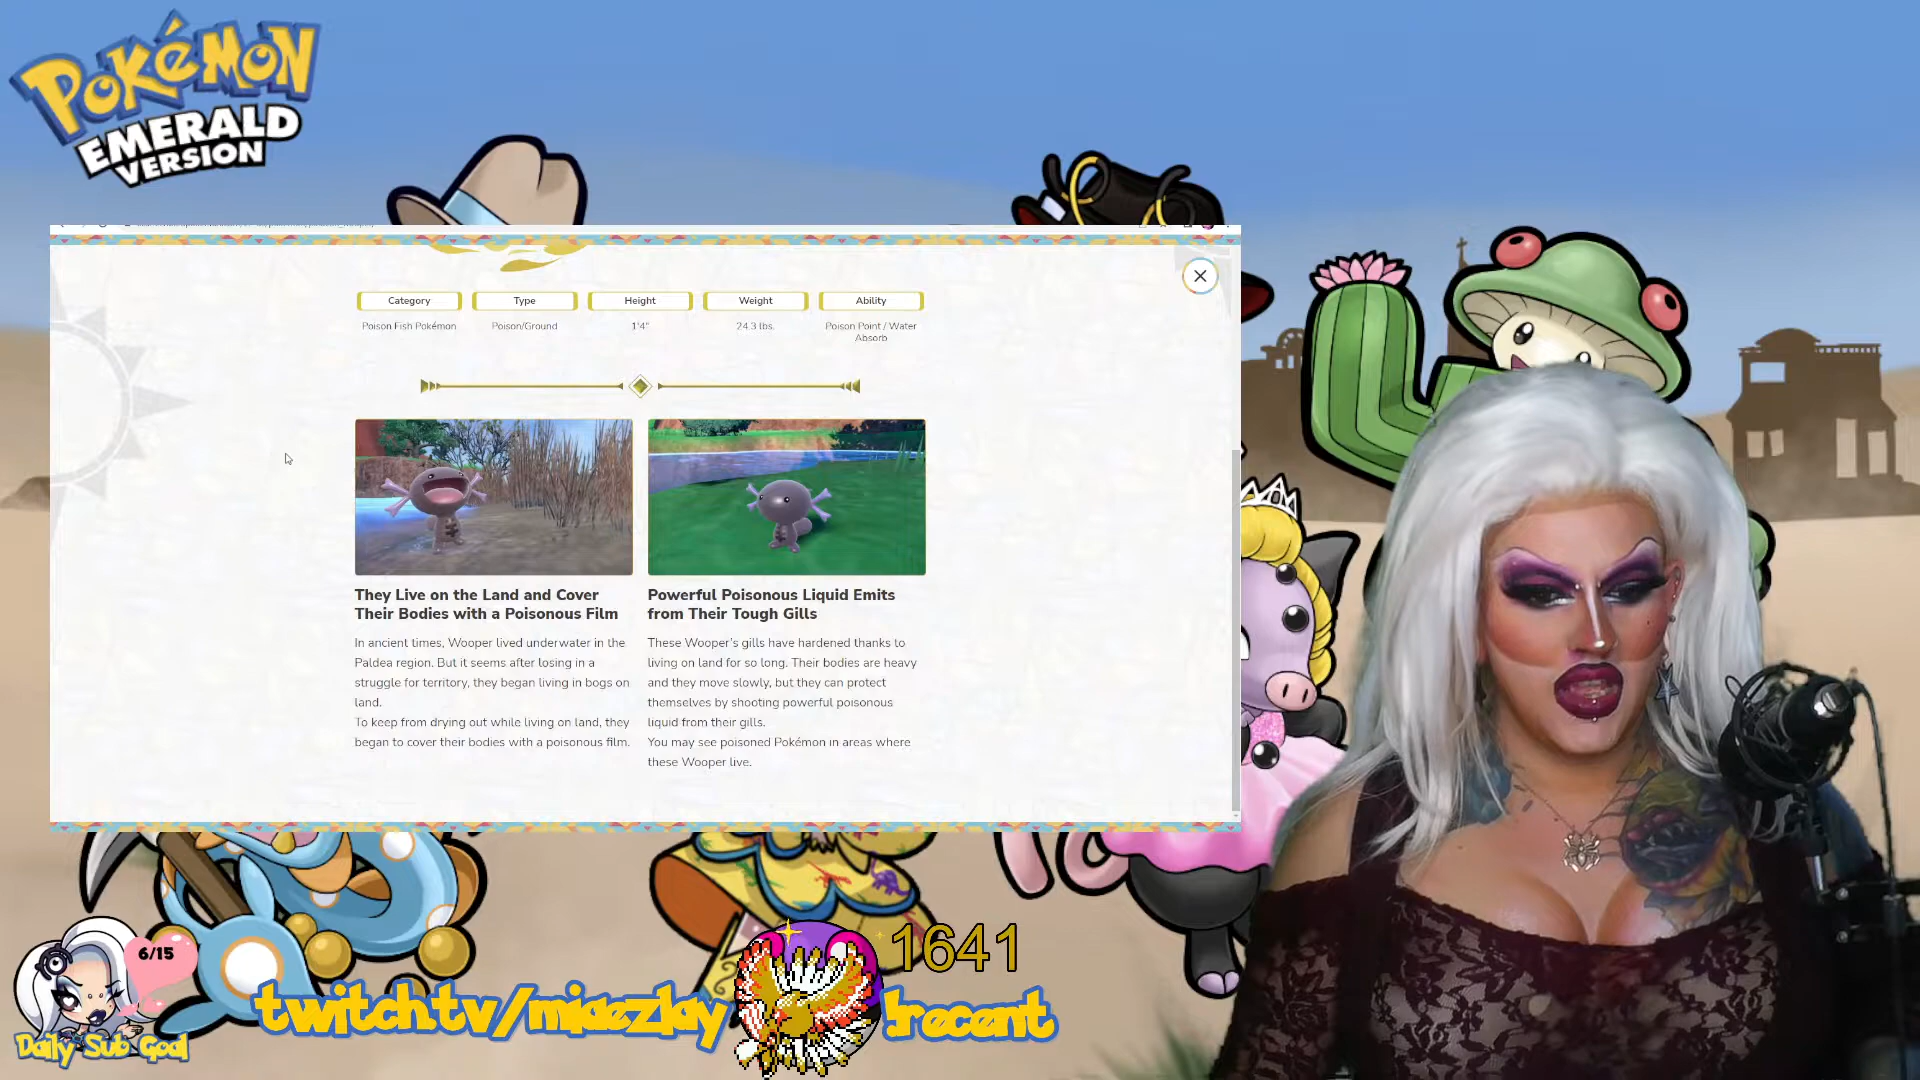 POKéMON
EMERALD
VERSION
Category
Type
Height
Weight
Ability
Poison Fish Pokémon
Poison/Ground
1'4"
24.3 lbs.
Poison Point / Water
Absorb
They Live on the Land and Cover
Their Bodies with a Poisonous Film
In ancient times, Wooper lived underwater in the
Paldea region. But it seems after losing in a
struggle for territory, they began living in bogs on
land.
To keep from drying out while living on land, they
began to cover their bodies with a poisonous film.
Powerful Poisonous Liquid Emits
from Their Tough Gills
These Wooper's gills have hardened thanks to
living on land for so long. Their bodies are heavy
and they move slowly, but they can protect
themselves by shooting powerful poisonous
liquid from their gills.
You may see poisoned Pokémon in areas where
these Wooper live.
6/15
Daily Sub Goal
twitch.tv/miaezlay
1641
!recent